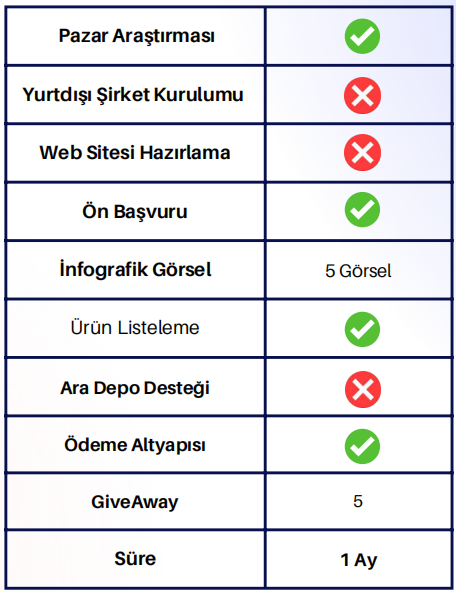 Pazar Araştırması
Yurtdışı Şirket Kurulumu
Web Sitesi Hazırlama
Ön Başvuru
İnfografik Görsel 5 Görsel
Ürün Listeleme
Ara Depo Desteği
Ödeme Altyapısı
GiveAway 5
Süre 1 Ay